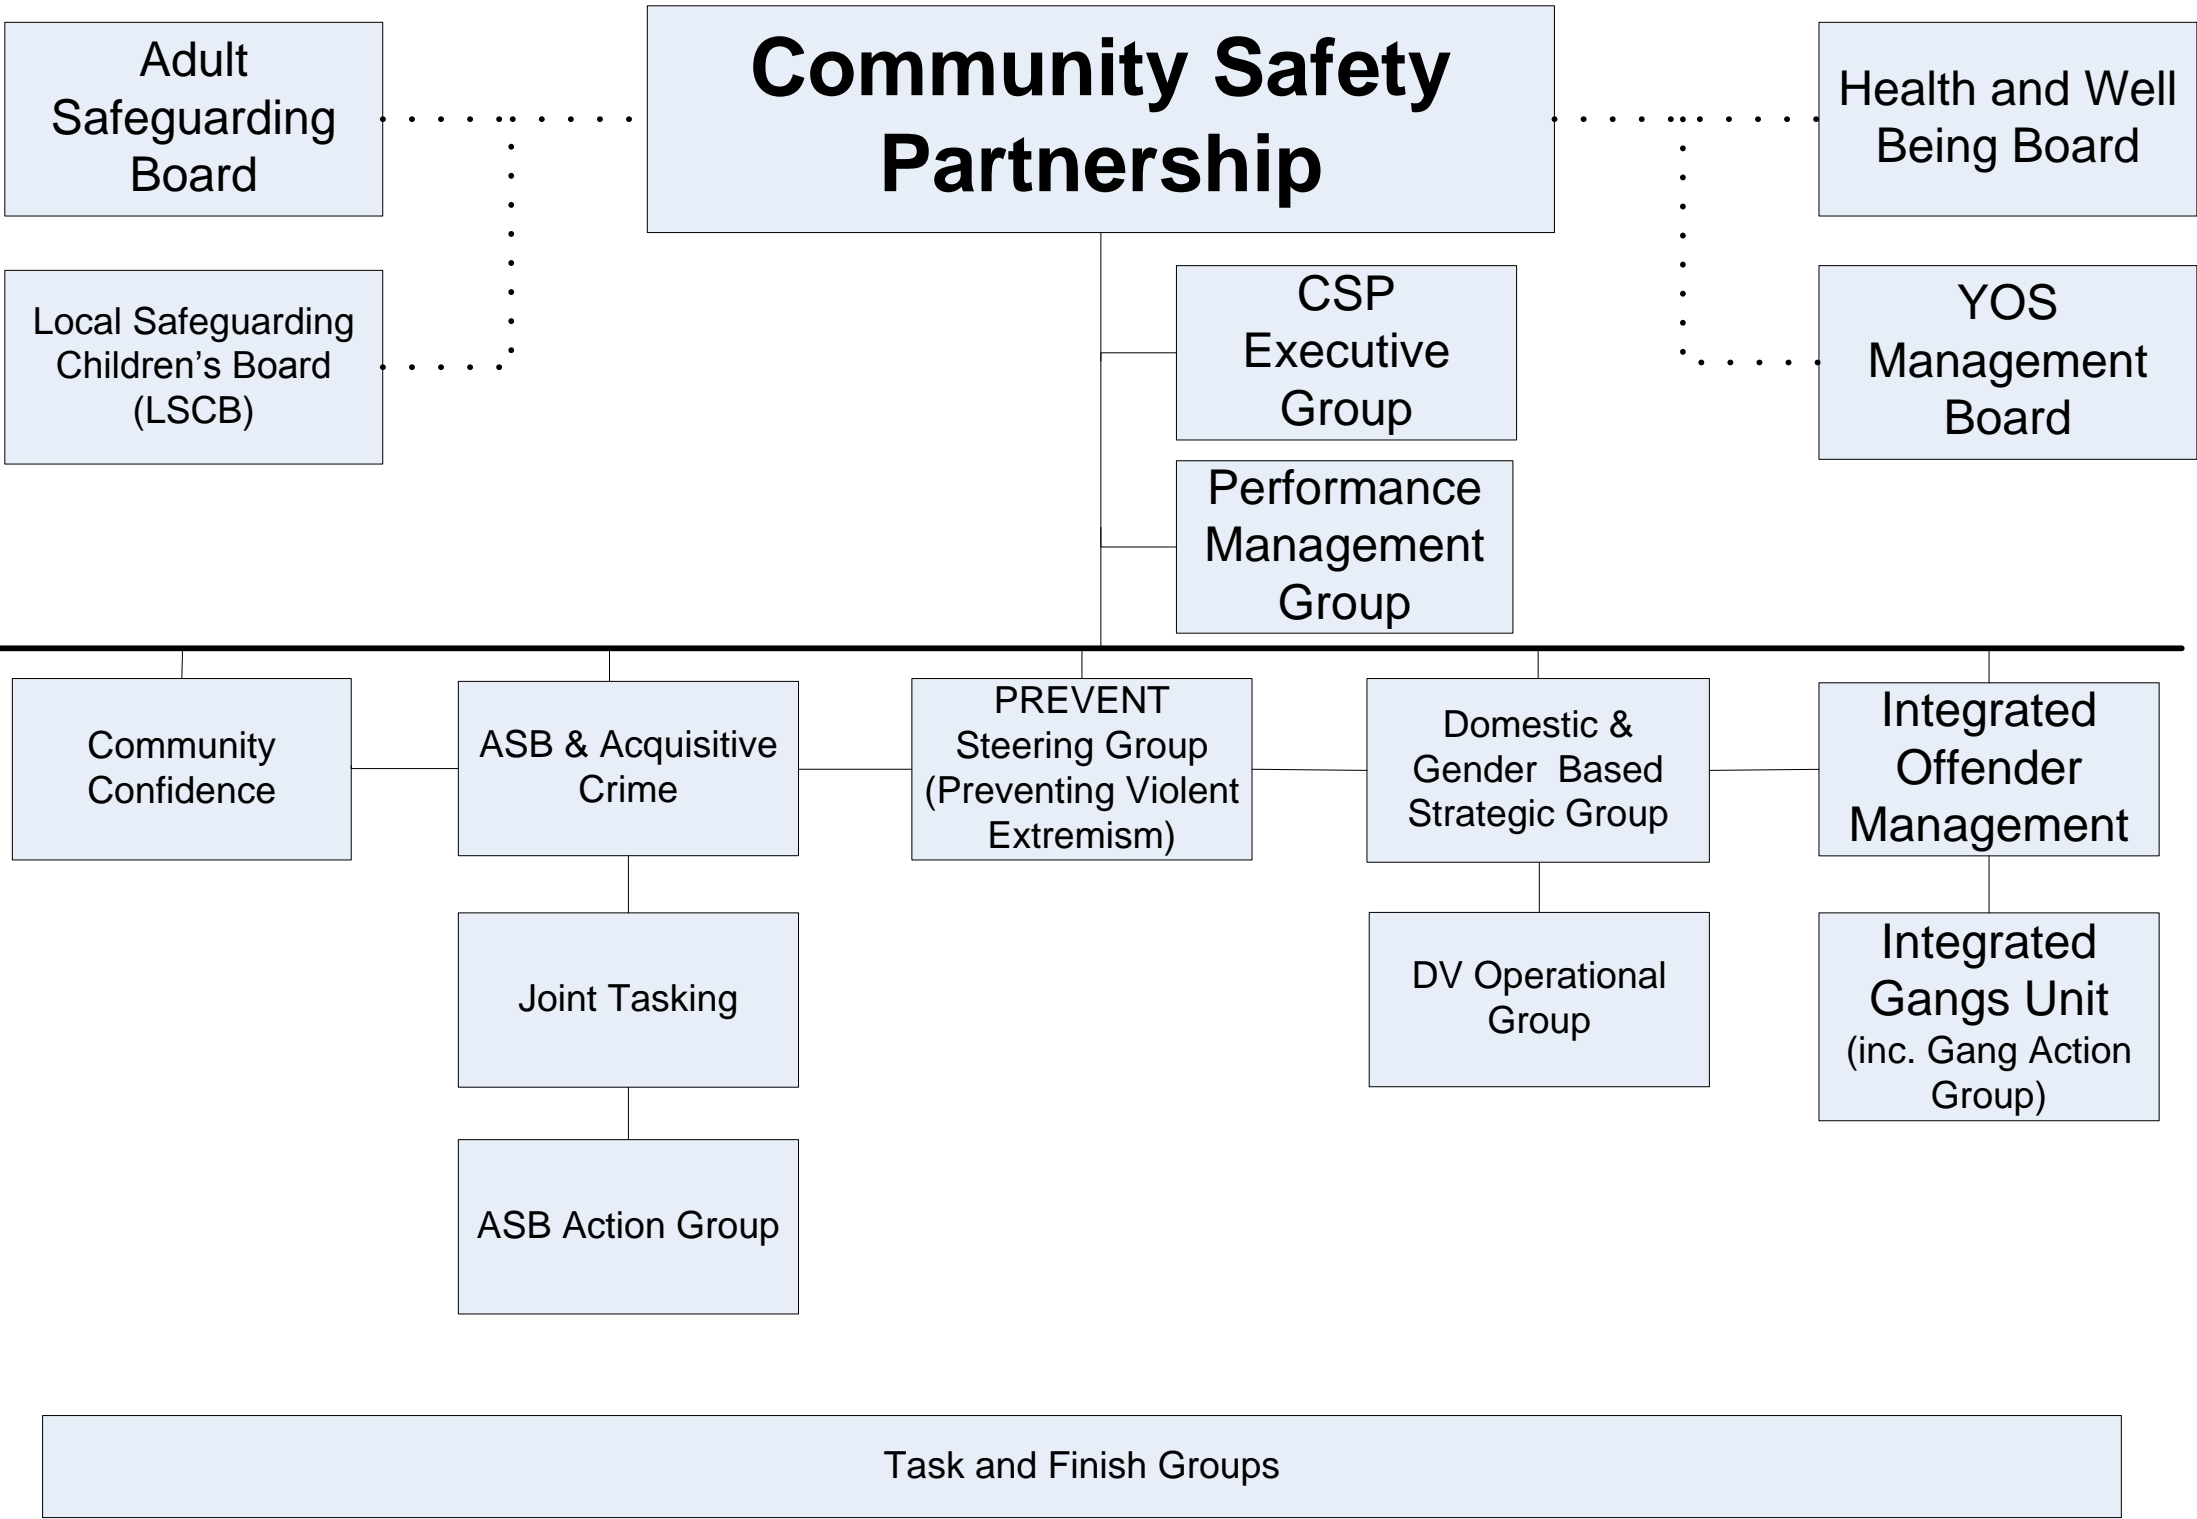 Adult
Safeguarding
Board
Community Safety
Partnership
Health and Well
Being Board
Local Safeguarding
Children’s Board
(LSCB)
CSP
Executive
Group
YOS
Management
Board
Performance
Management
Group
Community
Confidence
ASB & Acquisitive
Crime
PREVENT
Steering Group
(Preventing Violent
Extremism)
Domestic &
Gender  Based
Strategic Group
Integrated
Offender
Management
Joint Tasking
DV Operational
Group
Integrated
Gangs Unit
(inc. Gang Action
Group)
ASB Action Group
Task and Finish Groups